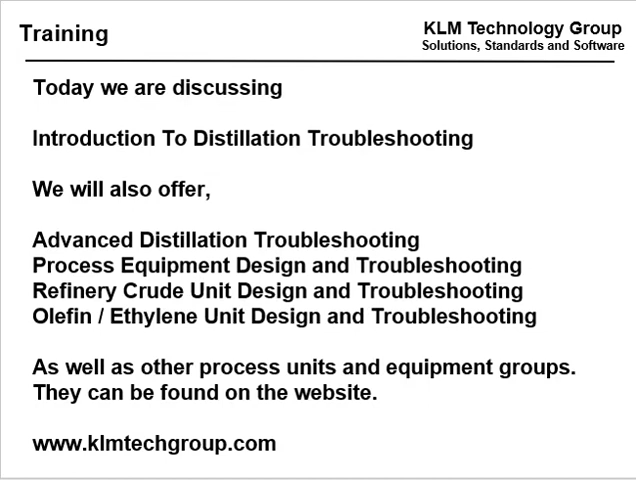 Training
KLM Technology Group
Solutions, Standards and Software
Today we are discussing
Introduction To Distillation Troubleshooting
We will also offer,
Advanced Distillation Troubleshooting
Process Equipment Design and Troubleshooting
Refinery Crude Unit Design and Troubleshooting
Olefin / Ethylene Unit Design and Troubleshooting
As well as other process units and equipment groups.
They can be found on the website.
www.klmtechgroup.com